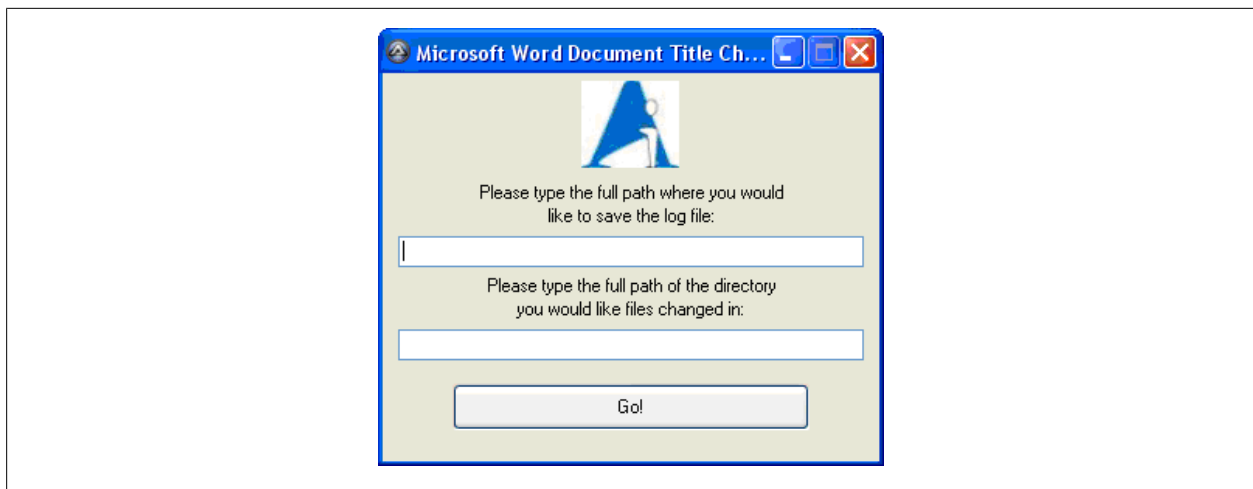 Microsoft Word Document Title Ch...
Please type the full path where you would
like to save the log file:
Please type the full path of the directory
you would like files changed in:
Go!